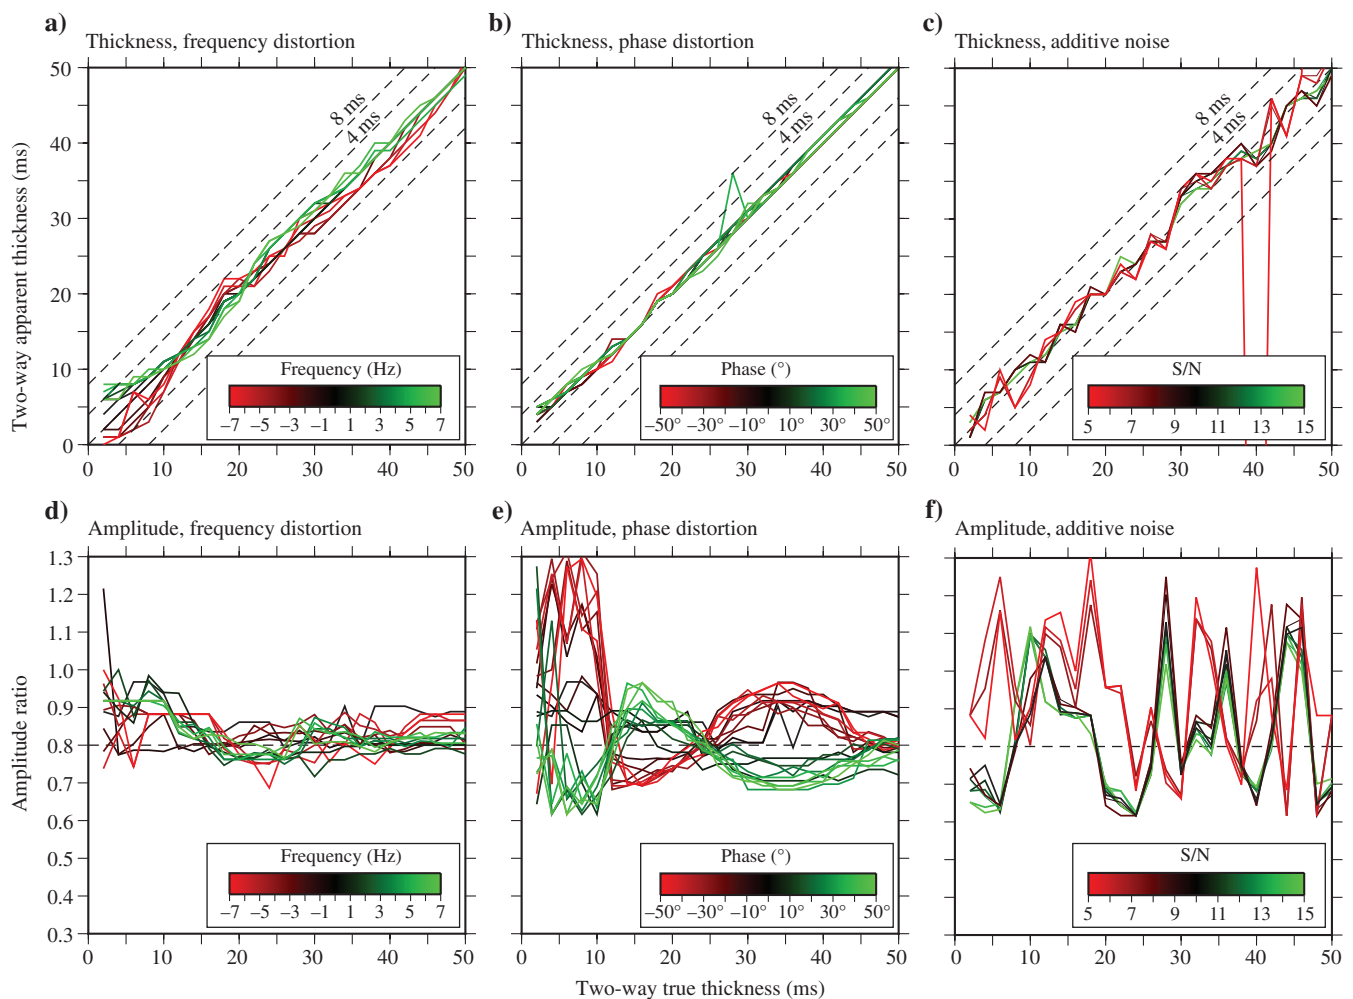 a)
Thickness, frequency distortion
b)
Thickness, phase distortion
c)
Thickness, additive noise
Two-way apparent thickness (ms)
50
40
30
20
10
0
8 ms
4 ms
Frequency (Hz)
–7 –5 –3 –1 1 3 5 7
0 10 20 30 40 50
8 ms
4 ms
Phase (°)
–50° –30° –10° 10° 30° 50°
0 10 20 30 40 50
8 ms
4 ms
S/N
5 7 9 11 13 15
0 10 20 30 40 50
d)
Amplitude, frequency distortion
e)
Amplitude, phase distortion
f)
Amplitude, additive noise
Amplitude ratio
1.3
1.2
1.1
1.0
0.9
0.8
0.7
0.6
0.5
0.4
0.3
Frequency (Hz)
–7 –5 –3 –1 1 3 5 7
0 10 20 30 40 50
Phase (°)
–50° –30° –10° 10° 30° 50°
0 10 20 30 40 50
S/N
5 7 9 11 13 15
0 10 20 30 40 50
Two-way true thickness (ms)